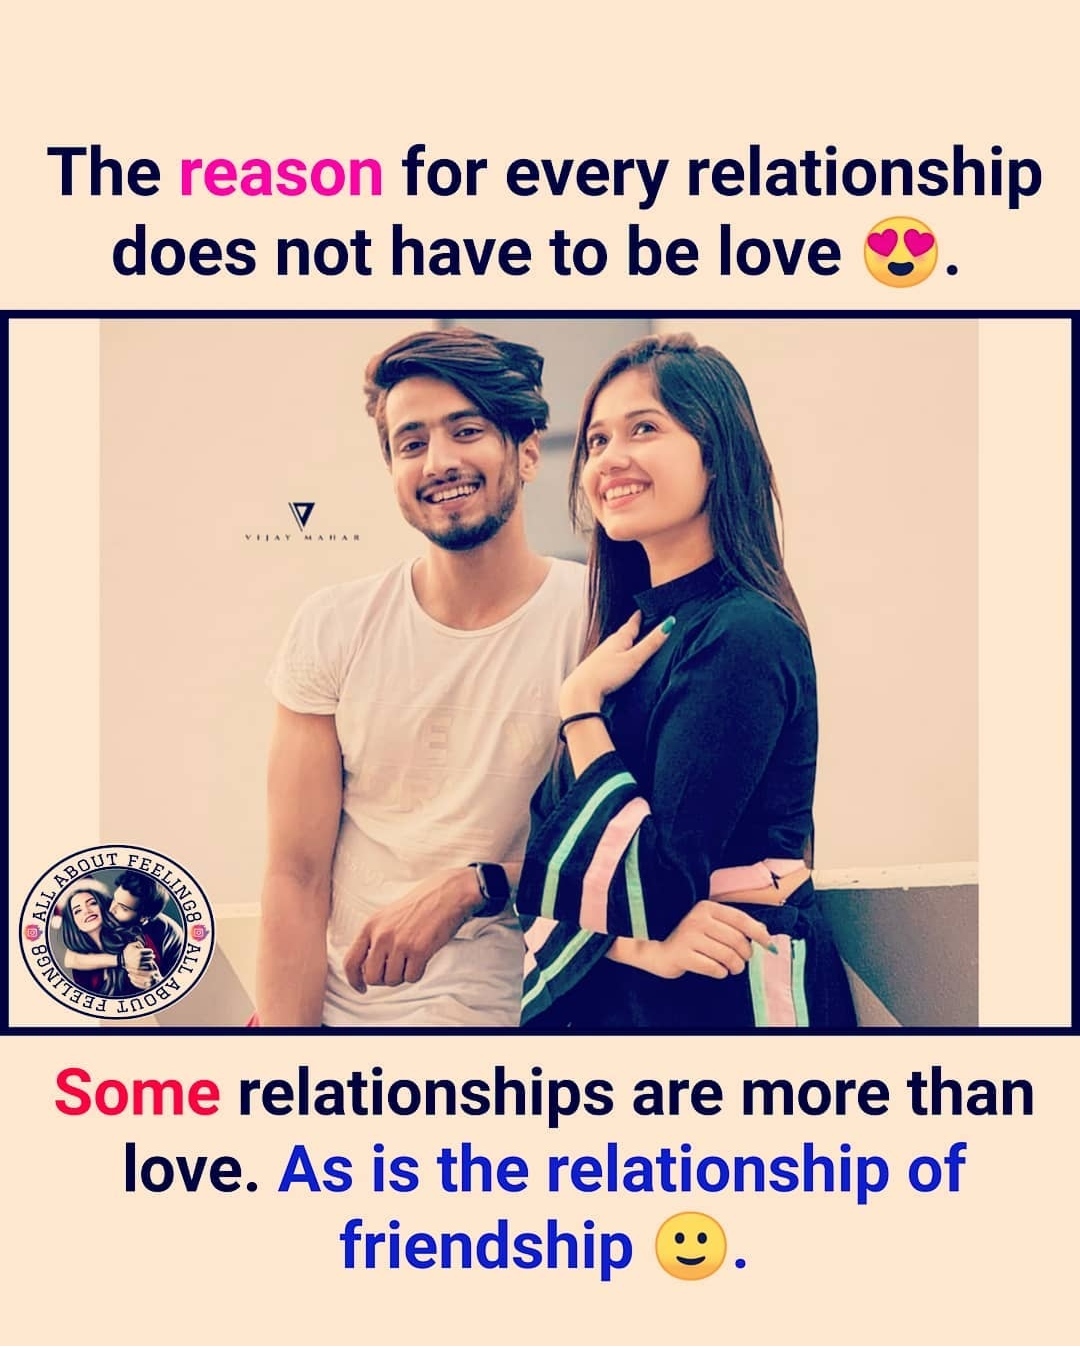 The reason for every relationship
does not have to be love 😍.
VIJAY MAHAR
ALL ABOUT FEELING8 ALL ABOUT FEELING8
Some relationships are more than
love. As is the relationship of
friendship 🙂.